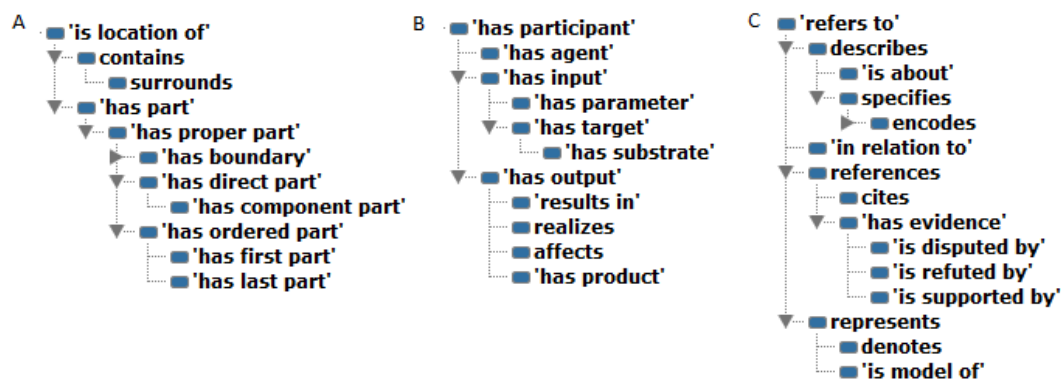 A
'is location of'
contains
surrounds
'has part'
'has proper part'
'has boundary'
'has direct part'
'has component part'
'has ordered part'
'has first part'
'has last part'
B
'has participant'
'has agent'
'has input'
'has parameter'
'has target'
'has substrate'
'has output'
'results in'
realizes
affects
'has product'
C
'refers to'
describes
'is about'
specifies
encodes
'in relation to'
references
cites
'has evidence'
'is disputed by'
'is refuted by'
'is supported by'
represents
denotes
'is model of'